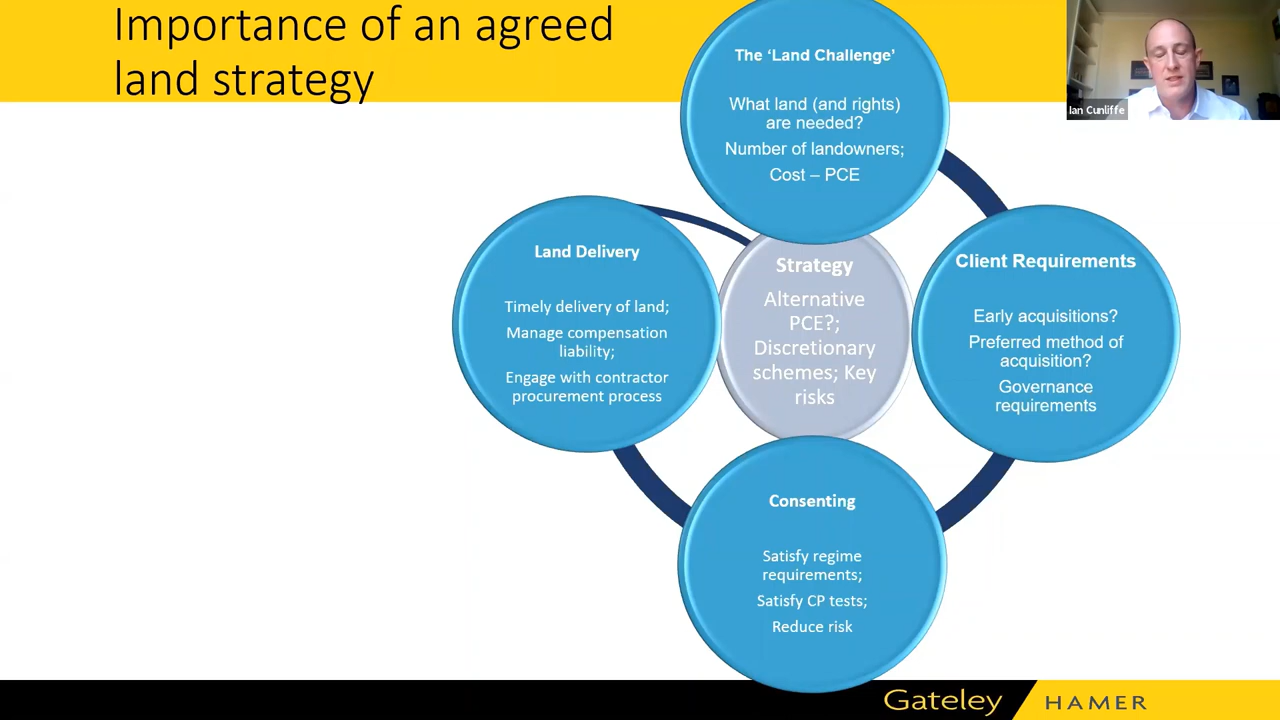 Importance of an agreed
land strategy
The ‘Land Challenge’
What land (and rights)
are needed?
Number of landowners;
Cost – PCE
Ian Cunliffe
Client Requirements
Early acquisitions?
Preferred method of
acquisition?
Governance
requirements
Consenting
Satisfy regime
requirements;
Satisfy CP tests;
Reduce risk
Land Delivery
Timely delivery of land;
Manage compensation
liability;
Engage with contractor
procurement process
Strategy
Alternative
PCE?;
Discretionary
schemes; Key
risks
Gateley HAMER